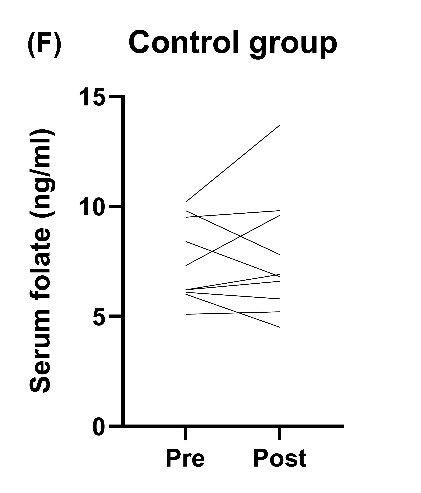 (F) Control group
Serum folate (ng/ml)
15
10
5
0
Pre Post